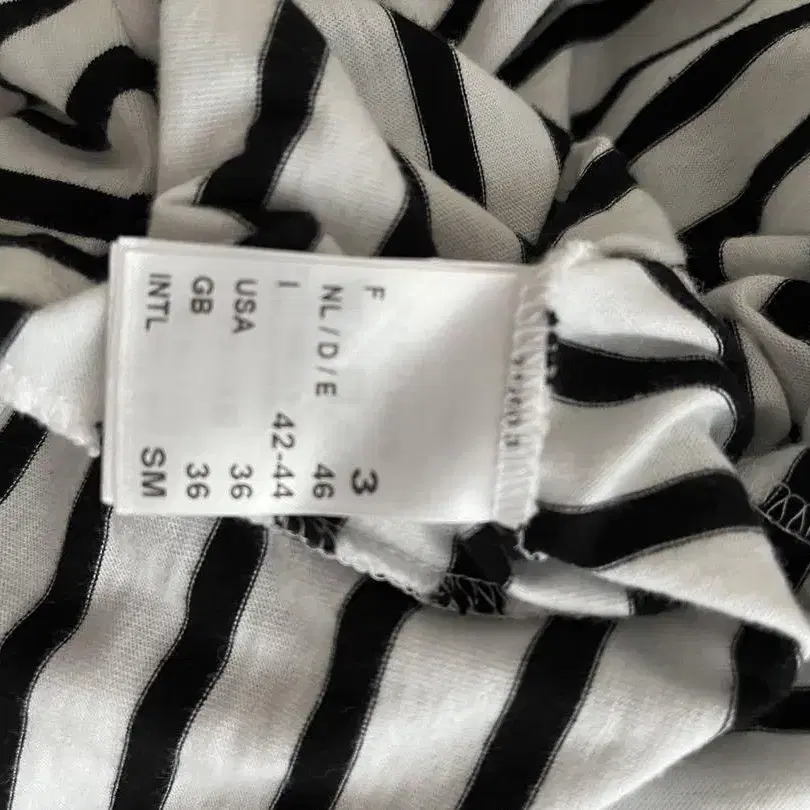 F 3
NL/D/E 46
I 42-44
USA 36
GB 36
INTL SM